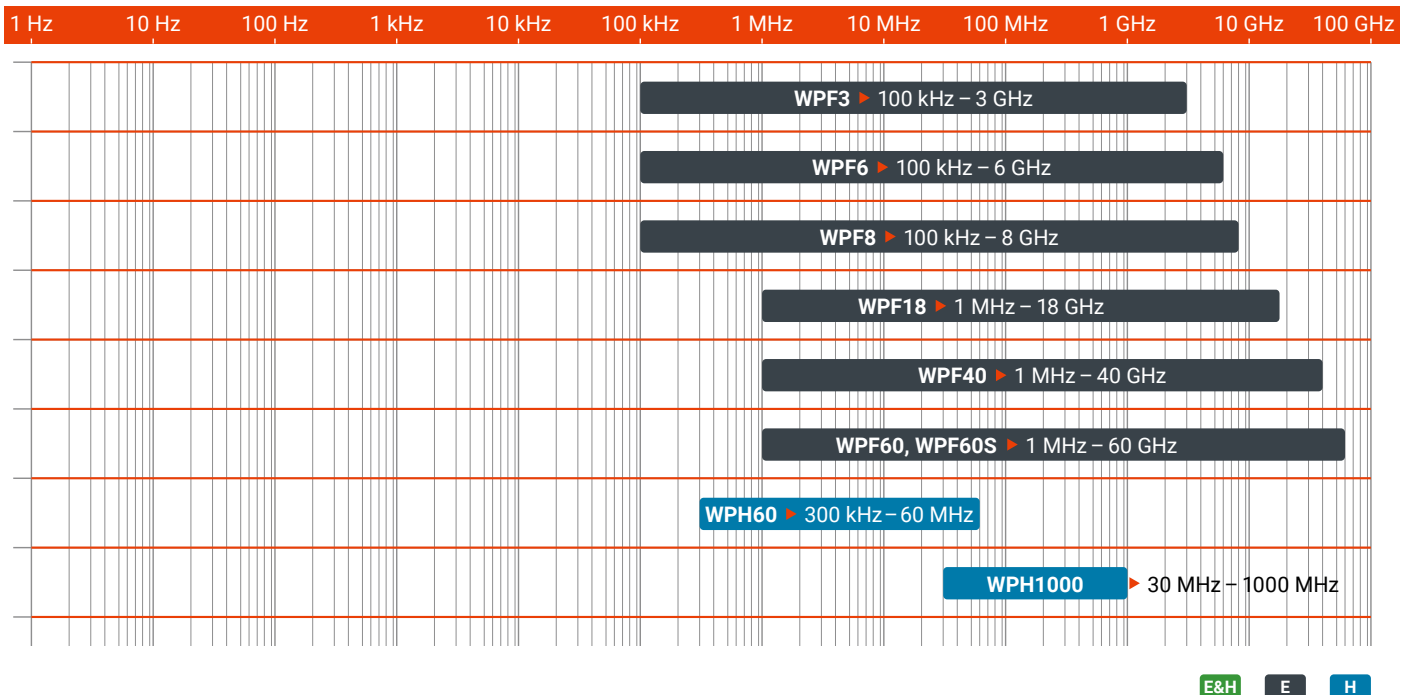 1 Hz 10 Hz 100 Hz 1 kHz 10 kHz 100 kHz 1 MHz 10 MHz 100 MHz 1 GHz 10 GHz 100 GHz
WPF3 ▶ 100 kHz – 3 GHz
WPF6 ▶ 100 kHz – 6 GHz
WPF8 ▶ 100 kHz – 8 GHz
WPF18 ▶ 1 MHz – 18 GHz
WPF40 ▶ 1 MHz – 40 GHz
WPF60, WPF60S ▶ 1 MHz – 60 GHz
WPH60 ▶ 300 kHz – 60 MHz
WPH1000 ▶ 30 MHz – 1000 MHz
E&H E H